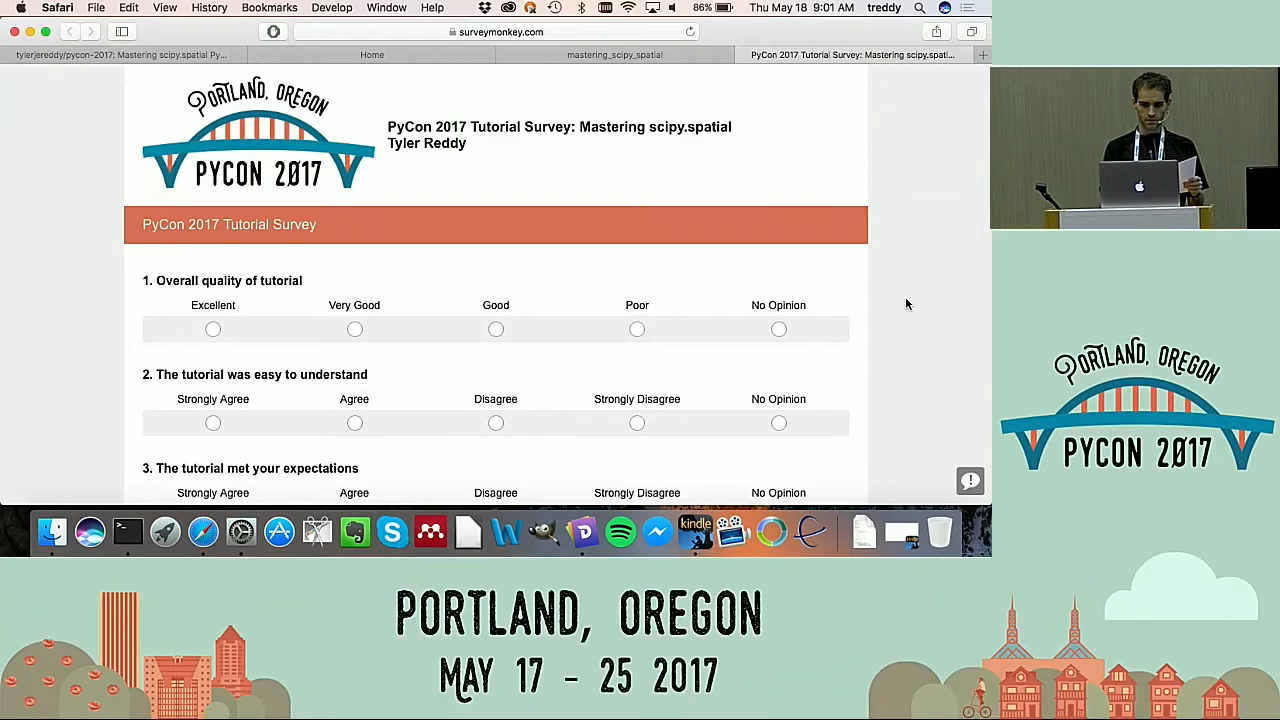 Safari File Edit View History Bookmarks Develop Window Help 86% Thu May 18 9:01 AM treddy
surveymonkey.com
tylerjereddy/pycon-2017: Mastering scipy.spatial Py... Home mastering_scipy_spatial PyCon 2017 Tutorial Survey: Mastering scipy.spati...
PORTLAND, OREGON
PYCON 2017
PyCon 2017 Tutorial Survey: Mastering scipy.spatial
Tyler Reddy
PyCon 2017 Tutorial Survey
1. Overall quality of tutorial
Excellent Very Good Good Poor No Opinion
2. The tutorial was easy to understand
Strongly Agree Agree Disagree Strongly Disagree No Opinion
3. The tutorial met your expectations
Strongly Agree Agree Disagree Strongly Disagree No Opinion
kindle
PORTLAND, OREGON
PYCON 2017
PORTLAND, OREGON
MAY 17 - 25 2017